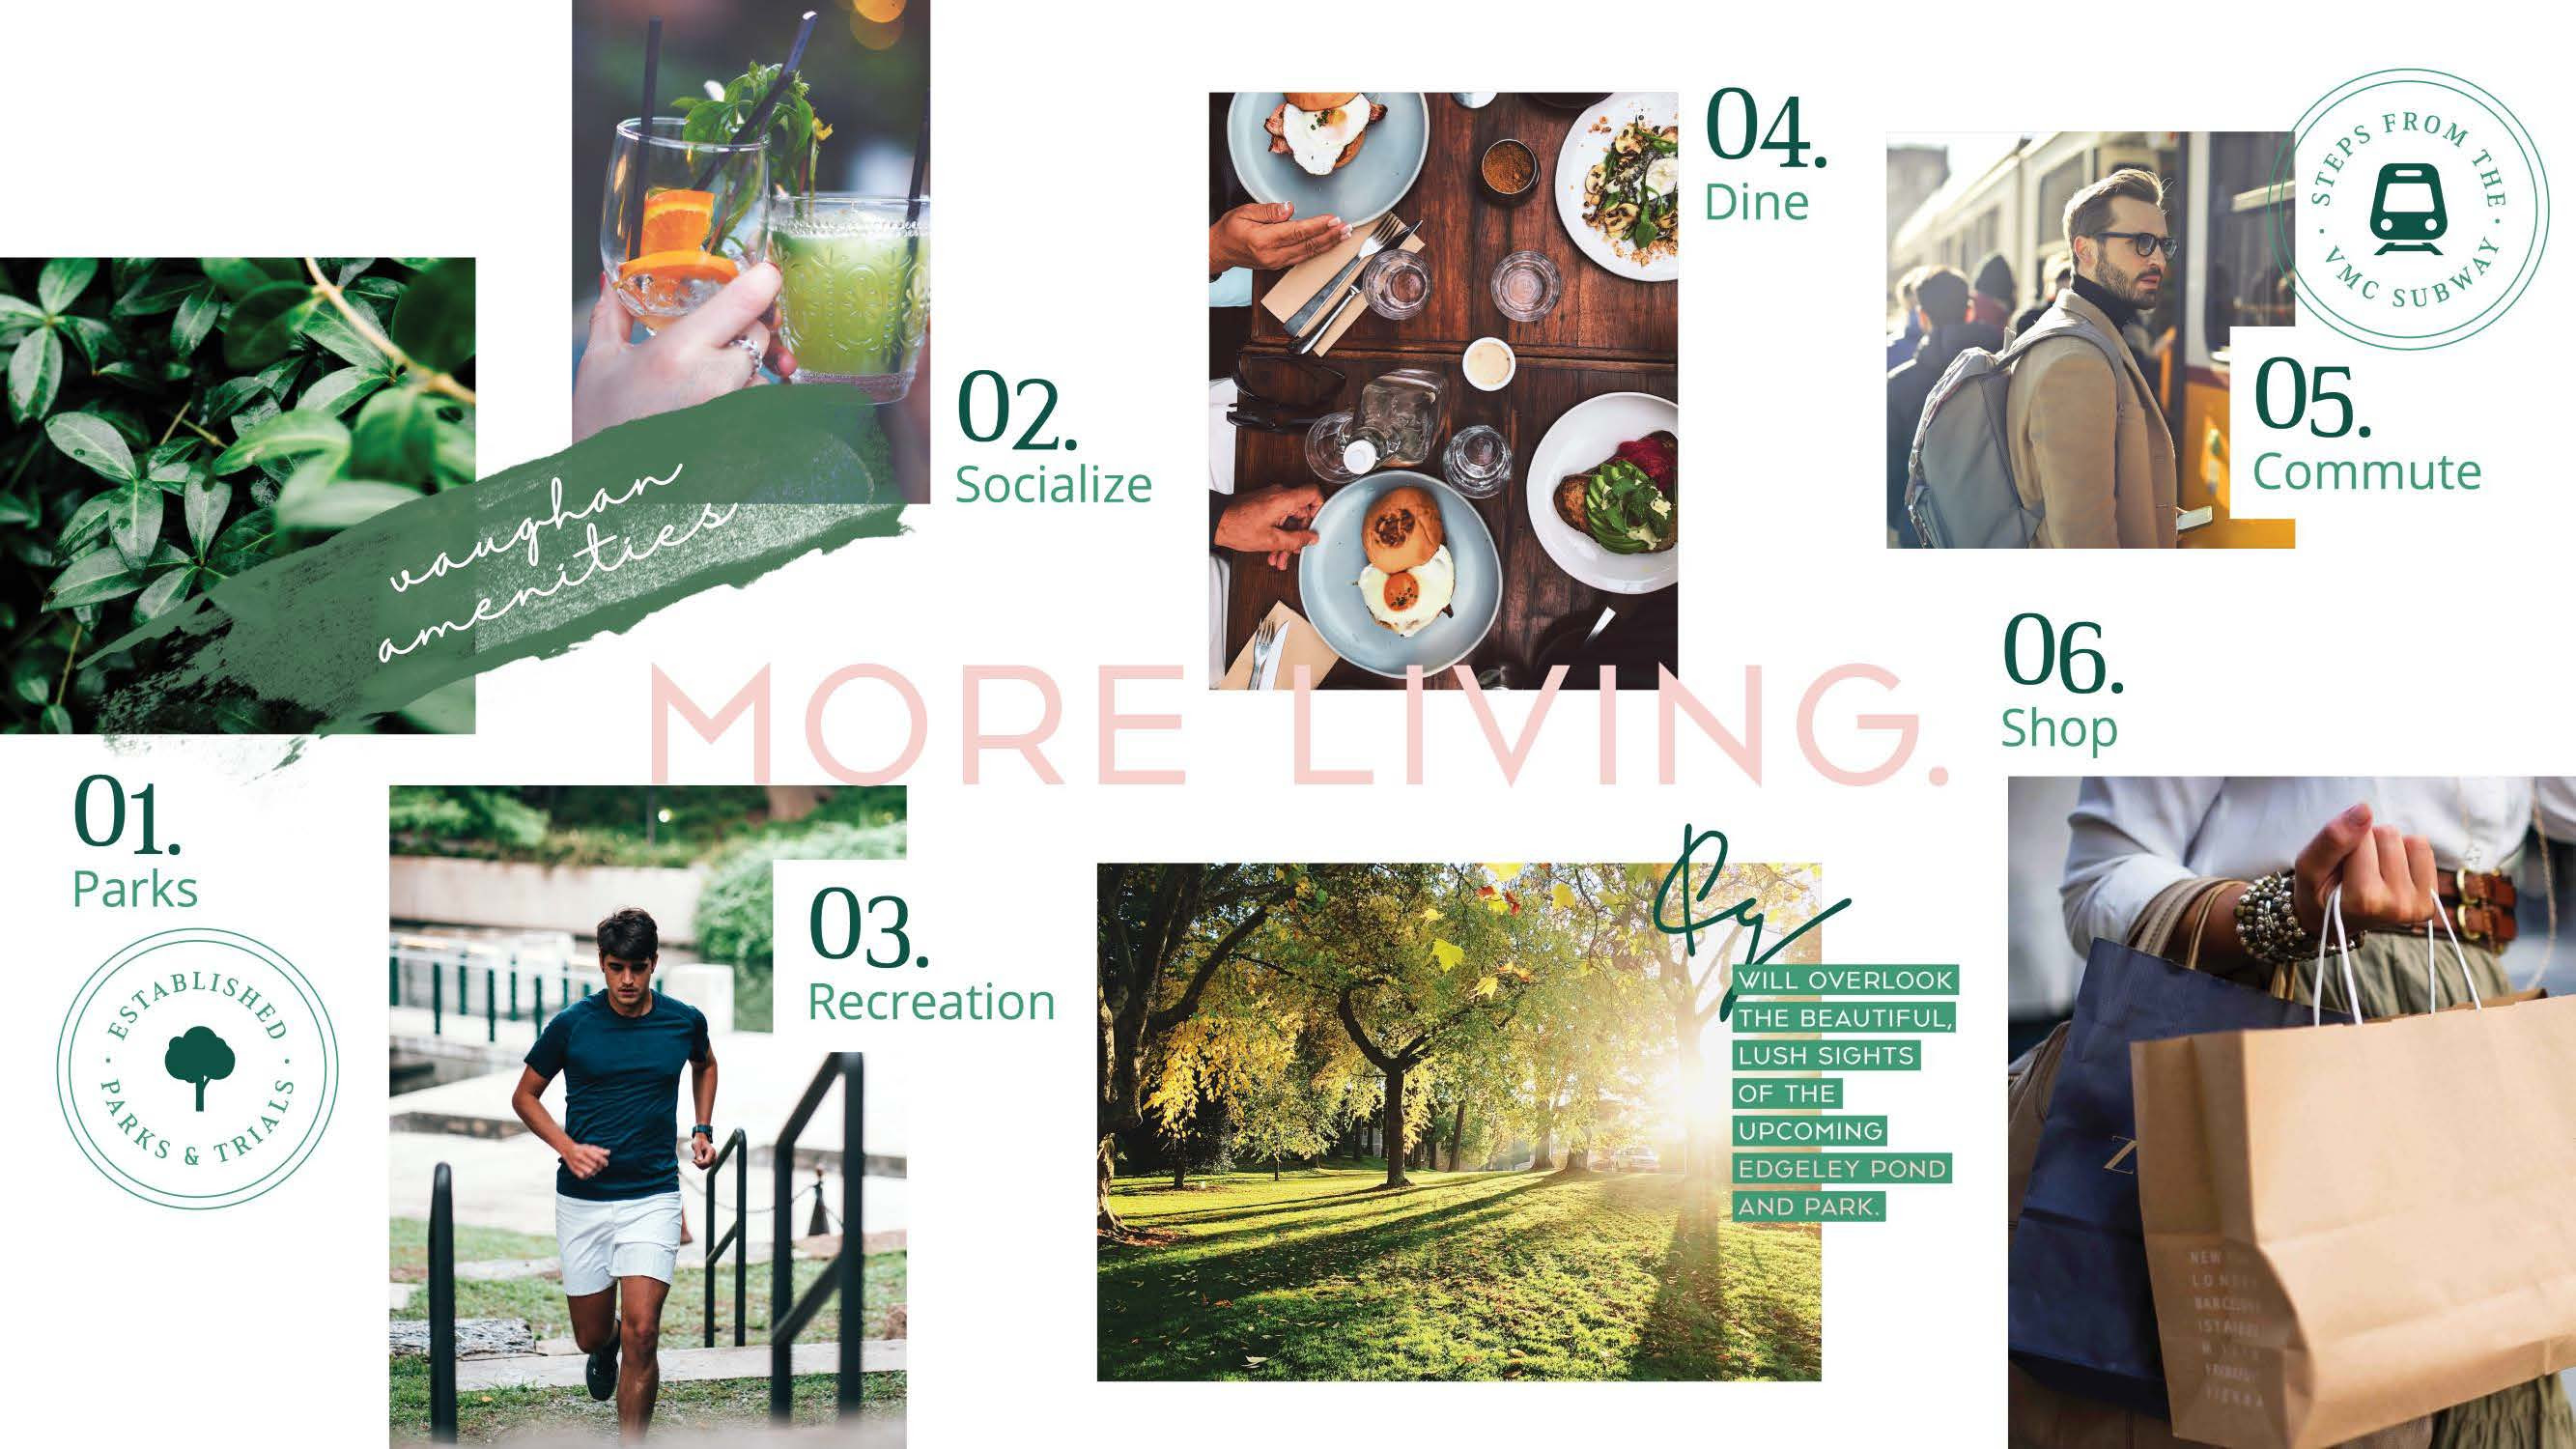 vaughan
amenities
01.
Parks
· ESTABLISHED ·
PARKS & TRIALS
02.
Socialize
03.
Recreation
04.
Dine
05.
Commute
STEPS FROM THE
· VMC SUBWAY ·
06.
Shop
MORE LIVING.
WILL OVERLOOK
THE BEAUTIFUL,
LUSH SIGHTS
OF THE
UPCOMING
EDGELEY POND
AND PARK.
Z
NEW